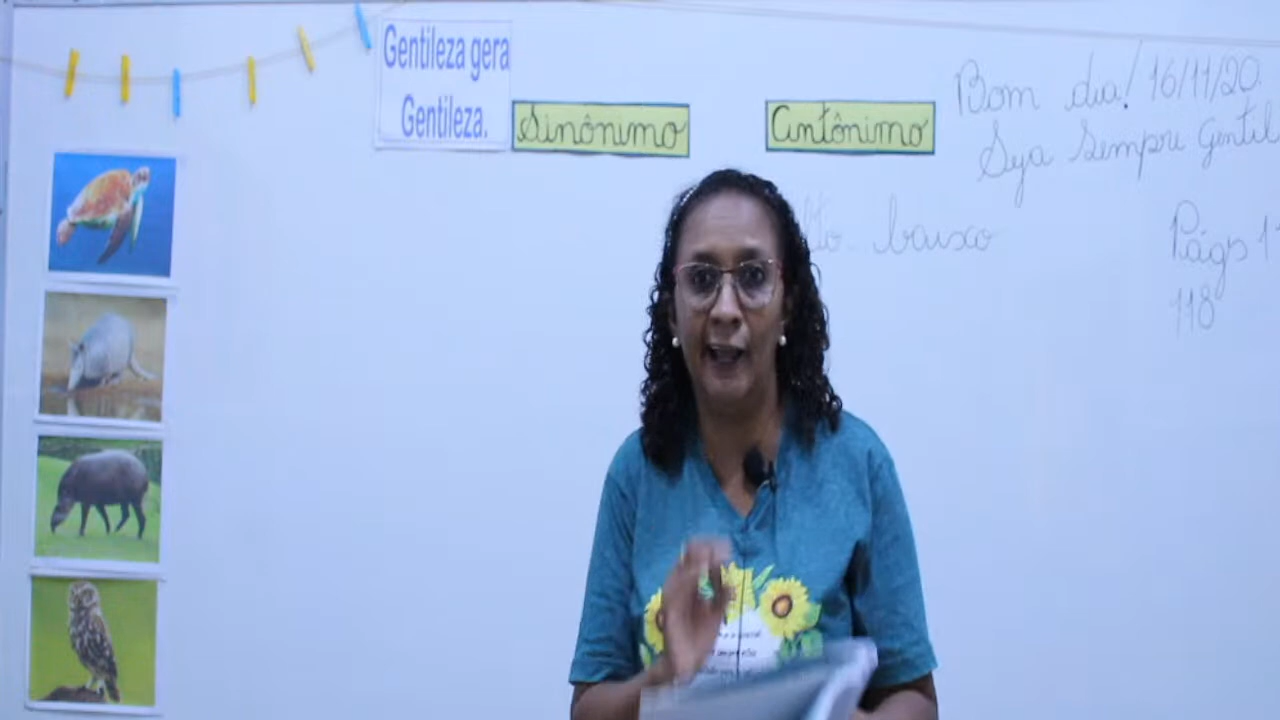 Gentileza gera
Gentileza.
Sinônimo
Antônimo
Bom dia! 16/11/20
Seja sempre gentil
baixo
Págs
118